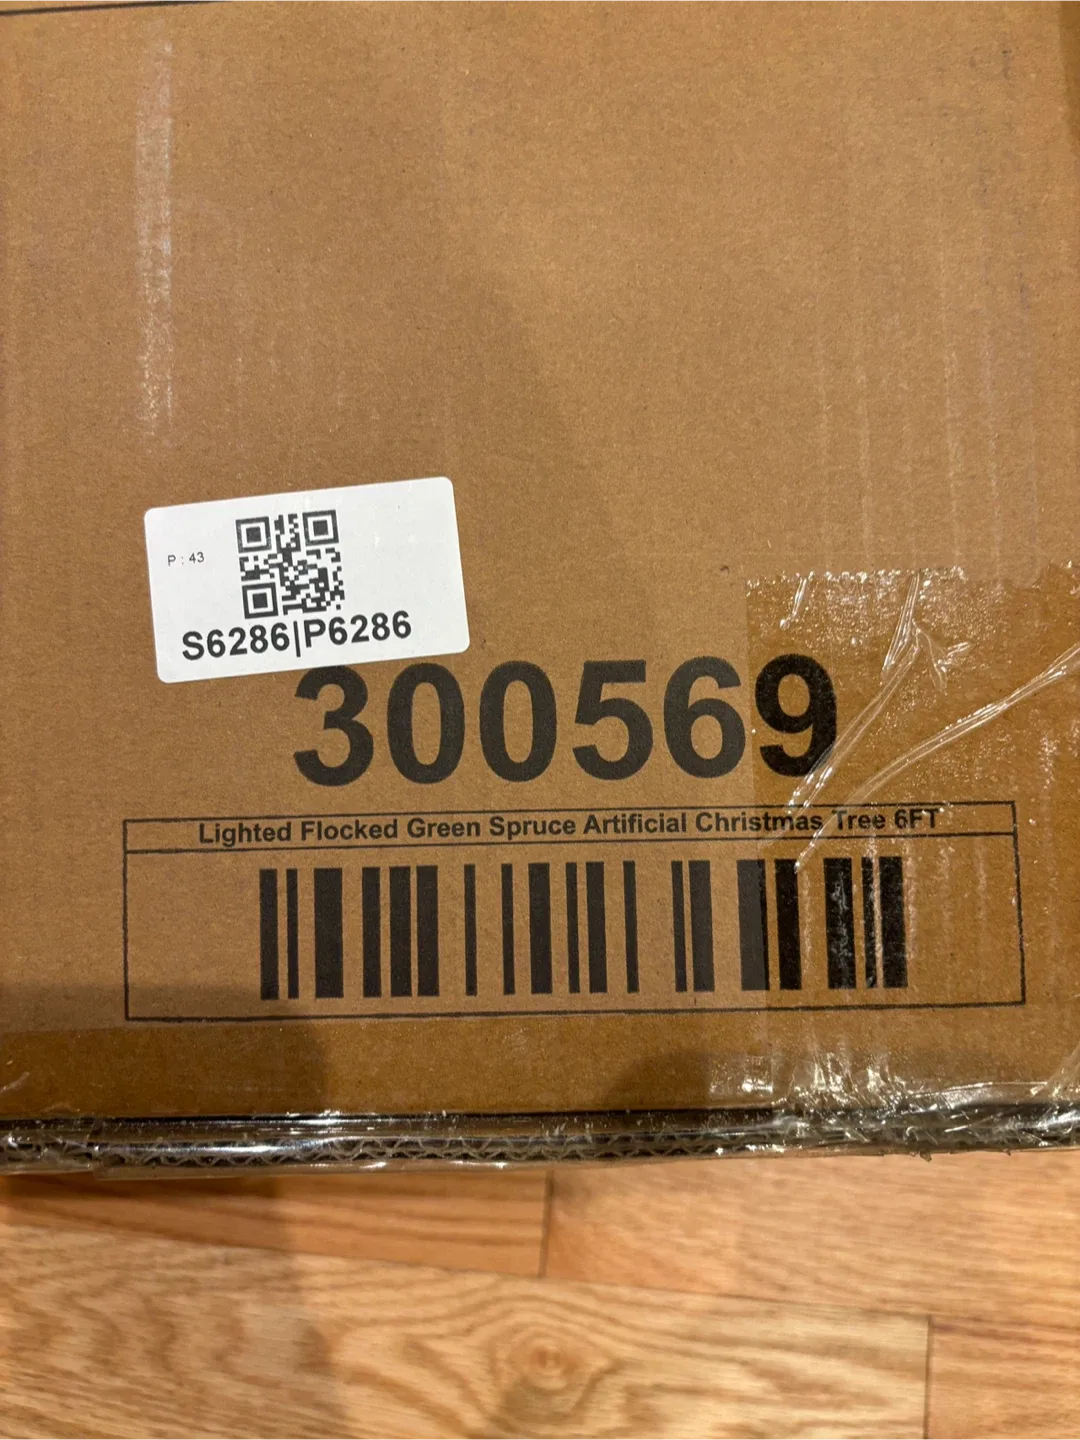 P : 43
S6286|P6286
300569
Lighted Flocked Green Spruce Artificial Christmas Tree 6FT